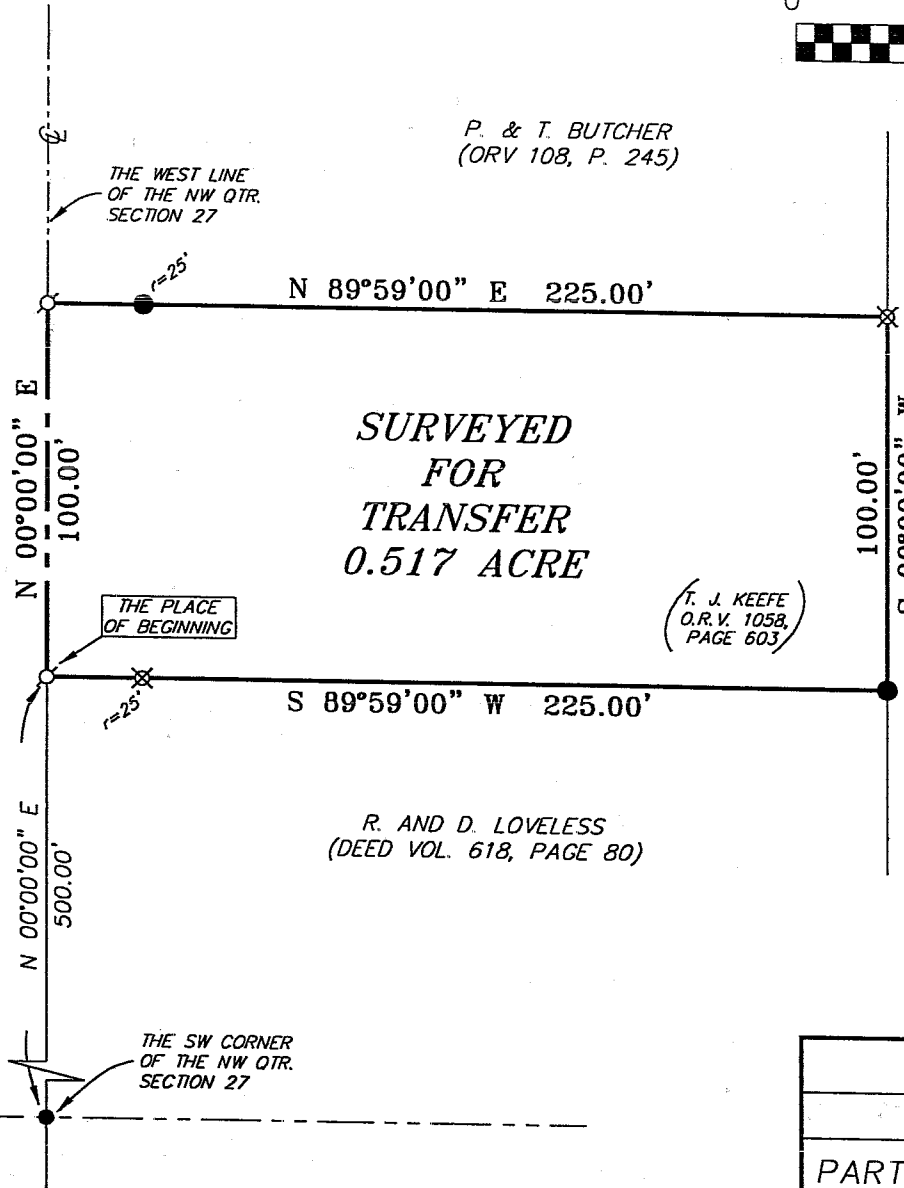 P. & T. BUTCHER
(ORV 108, P. 245)
THE WEST LINE
OF THE NW QTR.
SECTION 27
r=25'
N 89°59'00" E 225.00'
N 00°00'00" E
100.00'
SURVEYED
FOR
TRANSFER
0.517 ACRE
100.00'
T. J. KEEFE
O.R.V. 1058,
PAGE 603
THE PLACE
OF BEGINNING
r=25'
S 89°59'00" W 225.00'
R. AND D. LOVELESS
(DEED VOL. 618, PAGE 80)
N 00°00'00" E
500.00'
THE SW CORNER
OF THE NW QTR.
SECTION 27
PART